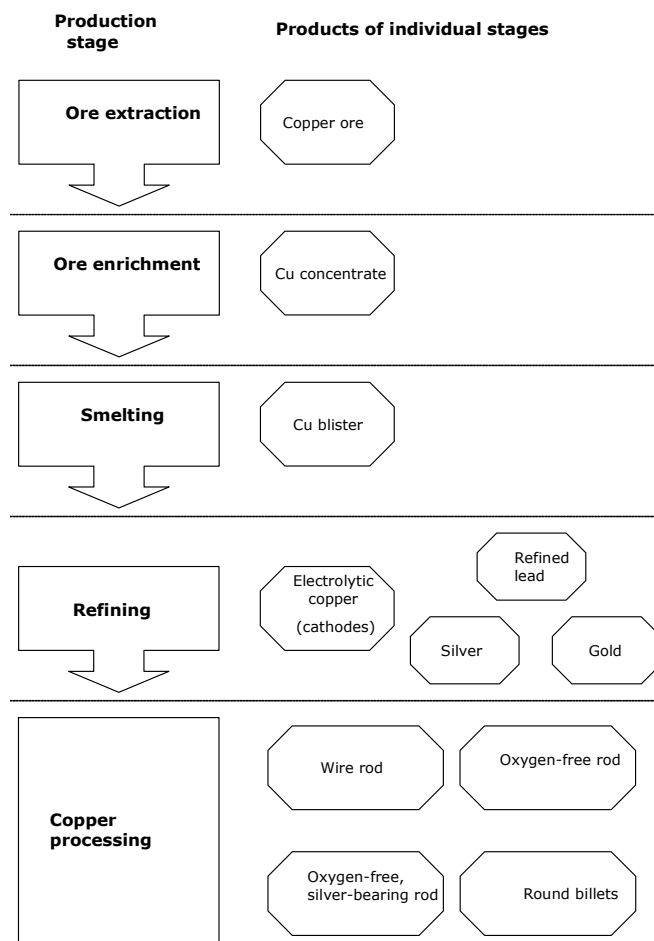 Production
stage
Products of individual stages
Ore extraction
Copper ore
Ore enrichment
Cu concentrate
Smelting
Cu blister
Refining
Electrolytic
copper
(cathodes)
Refined
lead
Silver
Gold
Copper
processing
Wire rod
Oxygen-free rod
Oxygen-free,
silver-bearing rod
Round billets